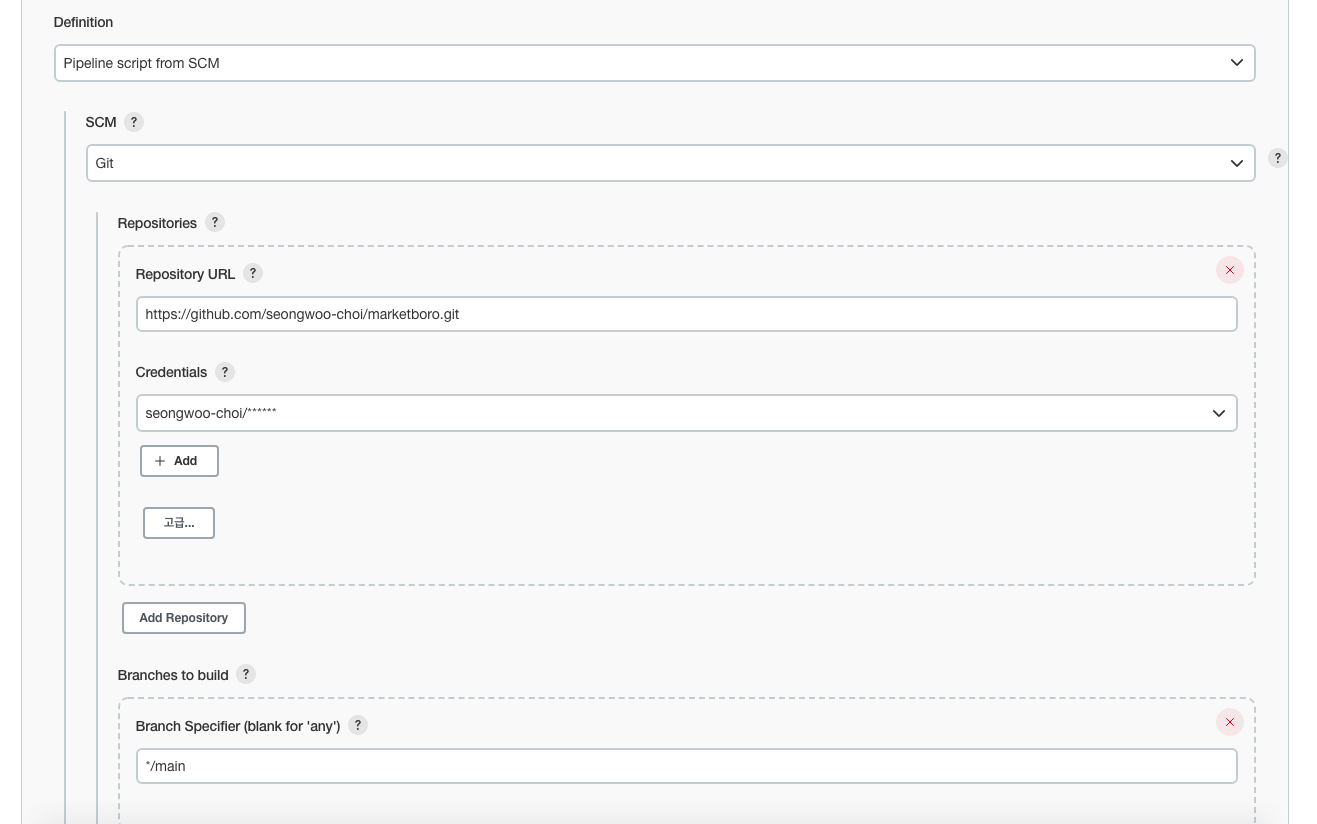 Definition
Pipeline script from SCM
SCM ?
Git
?
Repositories ?
Repository URL ?
https://github.com/seongwoo-choi/marketboro.git
Credentials ?
seongwoo-choi/******
+ Add
고급...
Add Repository
Branches to build ?
Branch Specifier (blank for 'any') ?
*/main